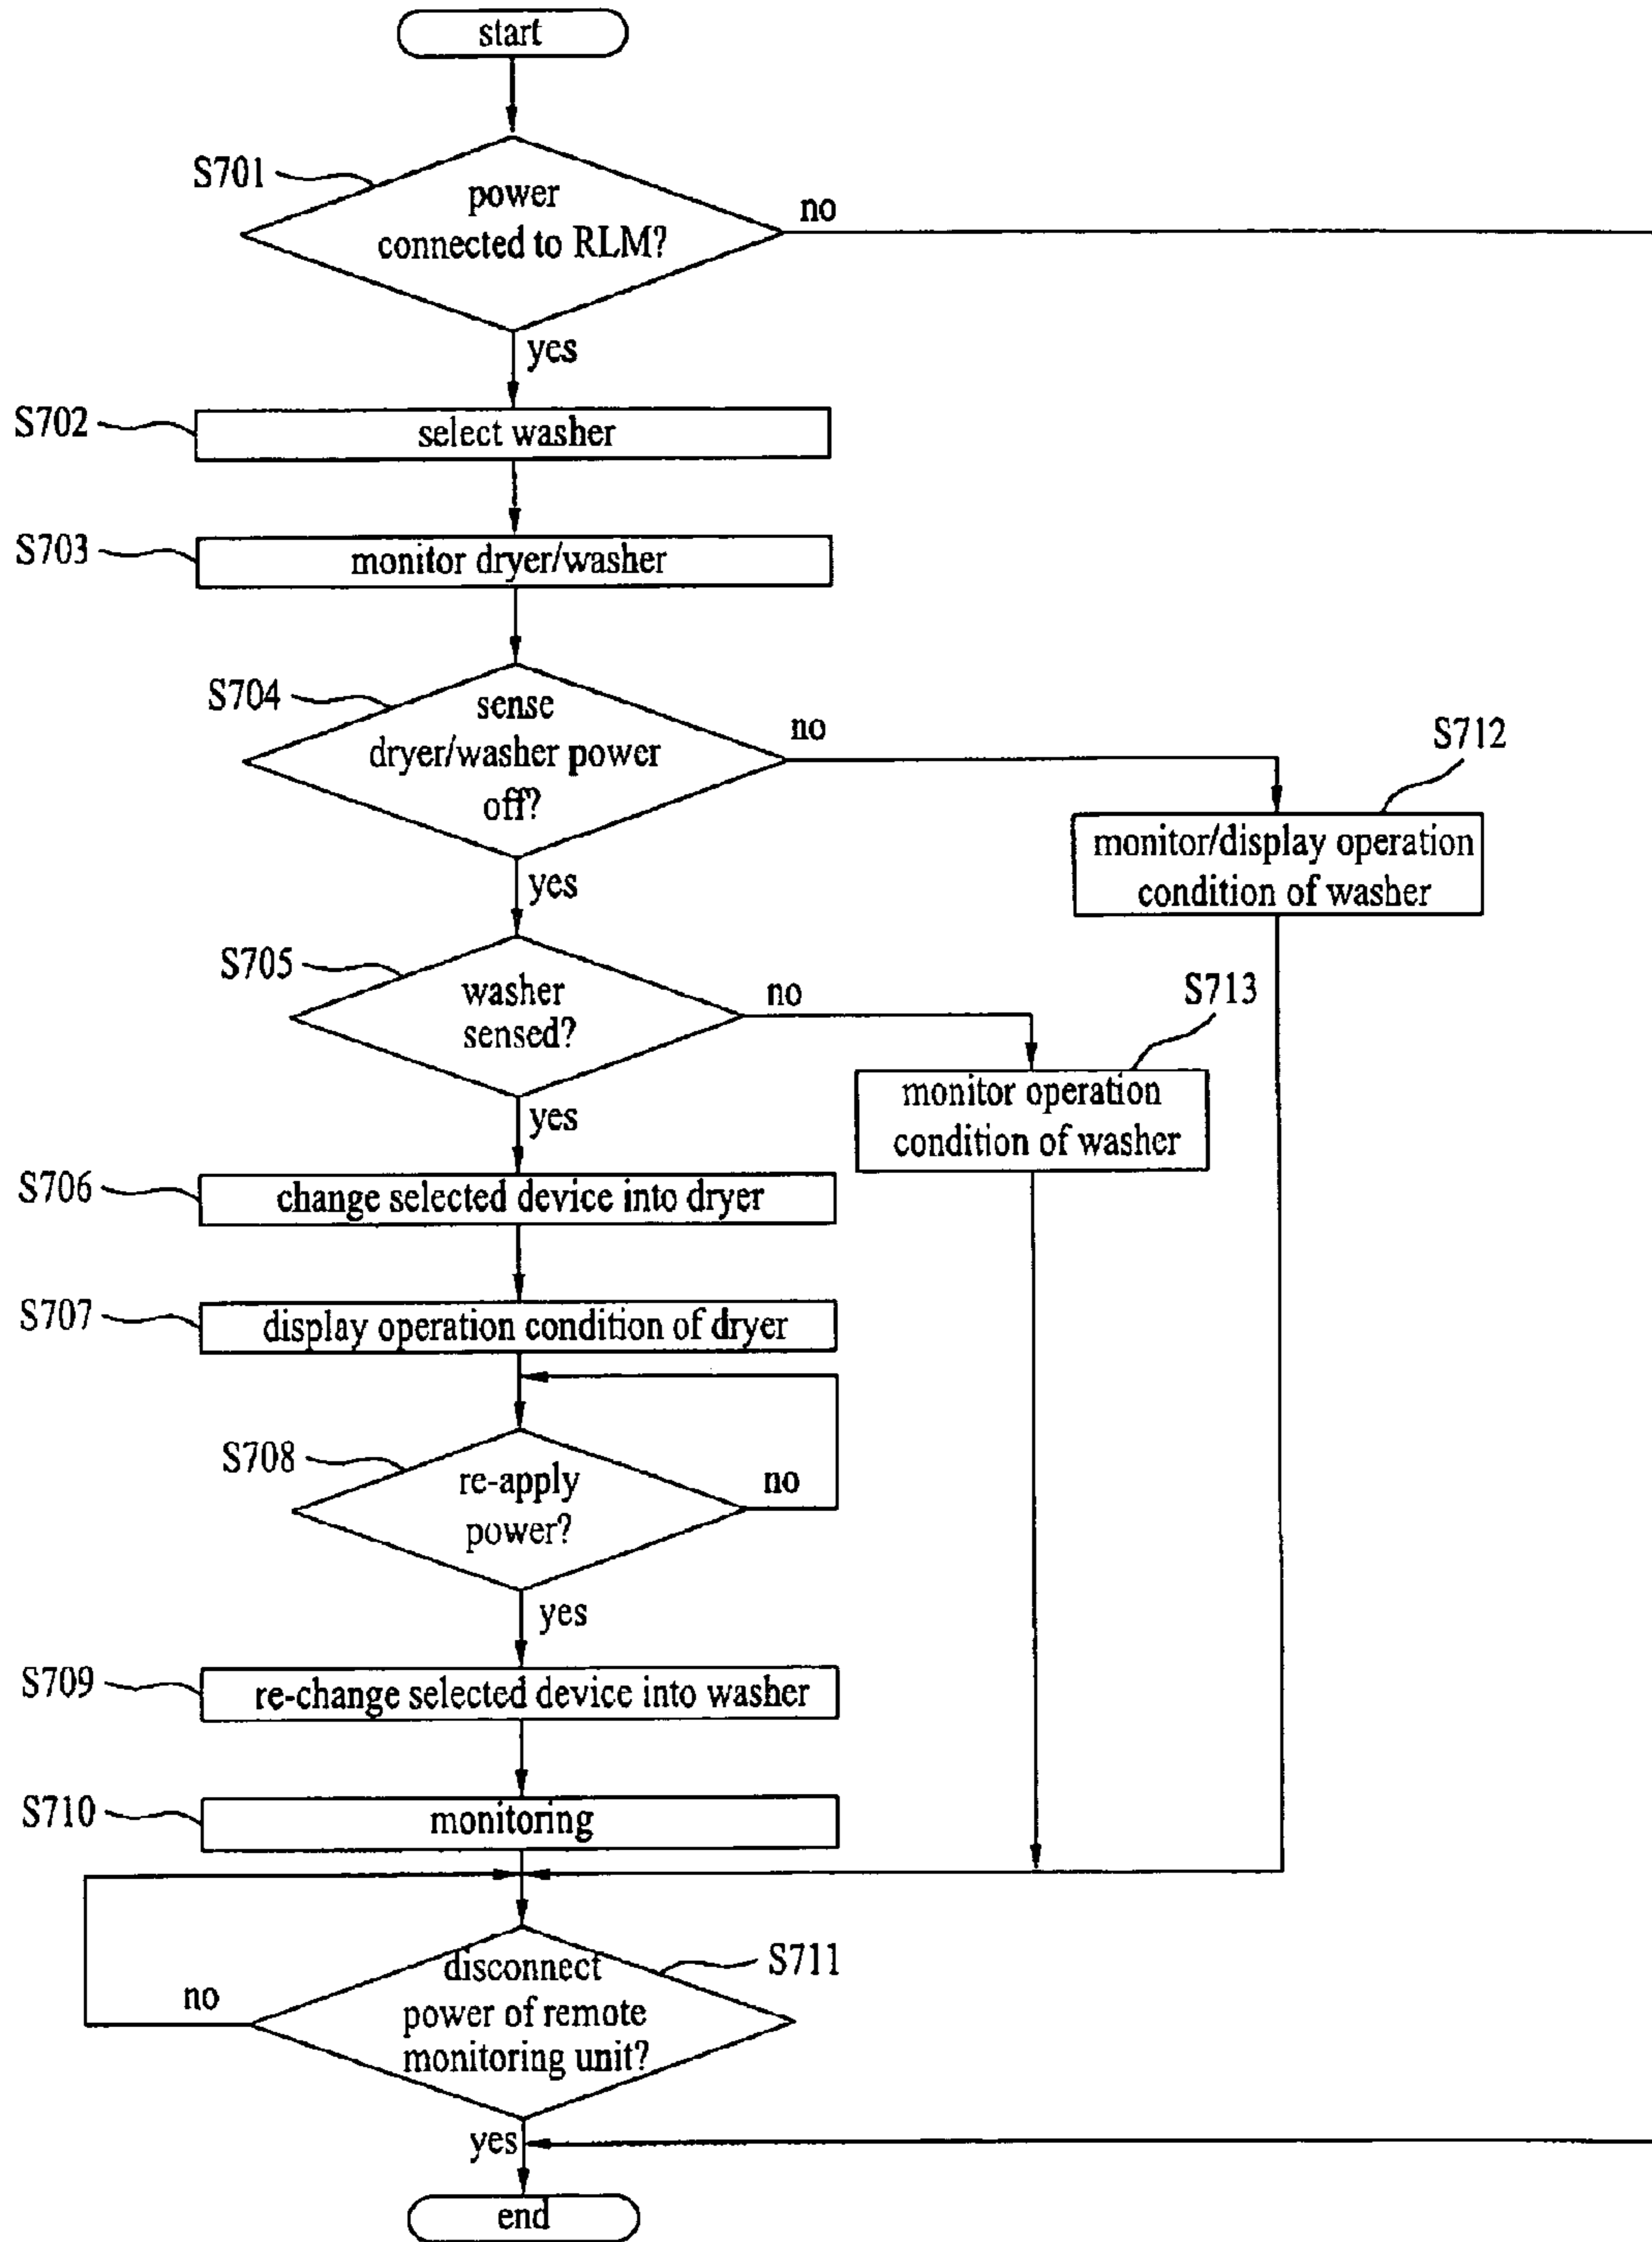 start
S701
power
connected to RLM?
no
yes
S702
select washer
S703
monitor dryer/washer
S704
sense
dryer/washer power
off?
no
yes
S712
monitor/display operation
condition of washer
S705
washer
sensed?
no
yes
S713
monitor operation
condition of washer
S706
change selected device into dryer
S707
display operation condition of dryer
S708
re-apply
power?
no
yes
S709
re-change selected device into washer
S710
monitoring
S711
disconnect
power of remote
monitoring unit?
no
yes
end